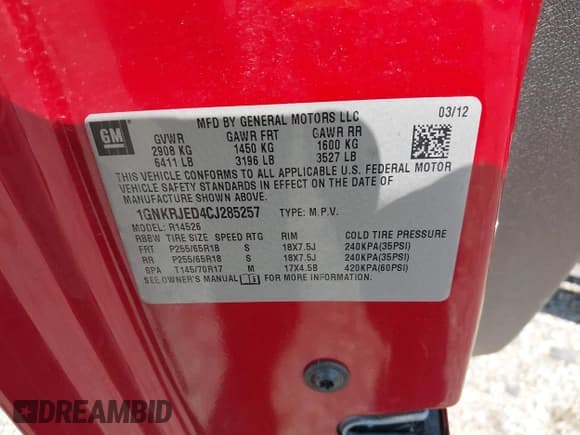 GM
MFD BY GENERAL MOTORS LLC
03/12
GVWR GAWR FRT GAWR RR
2908 KG 1450 KG 1600 KG
6411 LB 3196 LB 3527 LB
THIS VEHICLE CONFORMS TO ALL APPLICABLE U.S. FEDERAL MOTOR
VEHICLE SAFETY STANDARDS IN EFFECT ON THE DATE OF
MANUFACTURE SHOWN ABOVE.
1GNKRJED4CJ285257 TYPE: M.P.V.
MODEL: R14526
RBBW TIRE SIZE SPEED RTG RIM COLD TIRE PRESSURE
FRT P255/65R18 S 18X7.5J 240KPA(35PSI)
RR P255/65R18 S 18X7.5J 240KPA(35PSI)
SPA T145/70R17 M 17X4.5B 420KPA(60PSI)
SEE OWNER'S MANUAL FOR MORE INFORMATION
DREAMBID